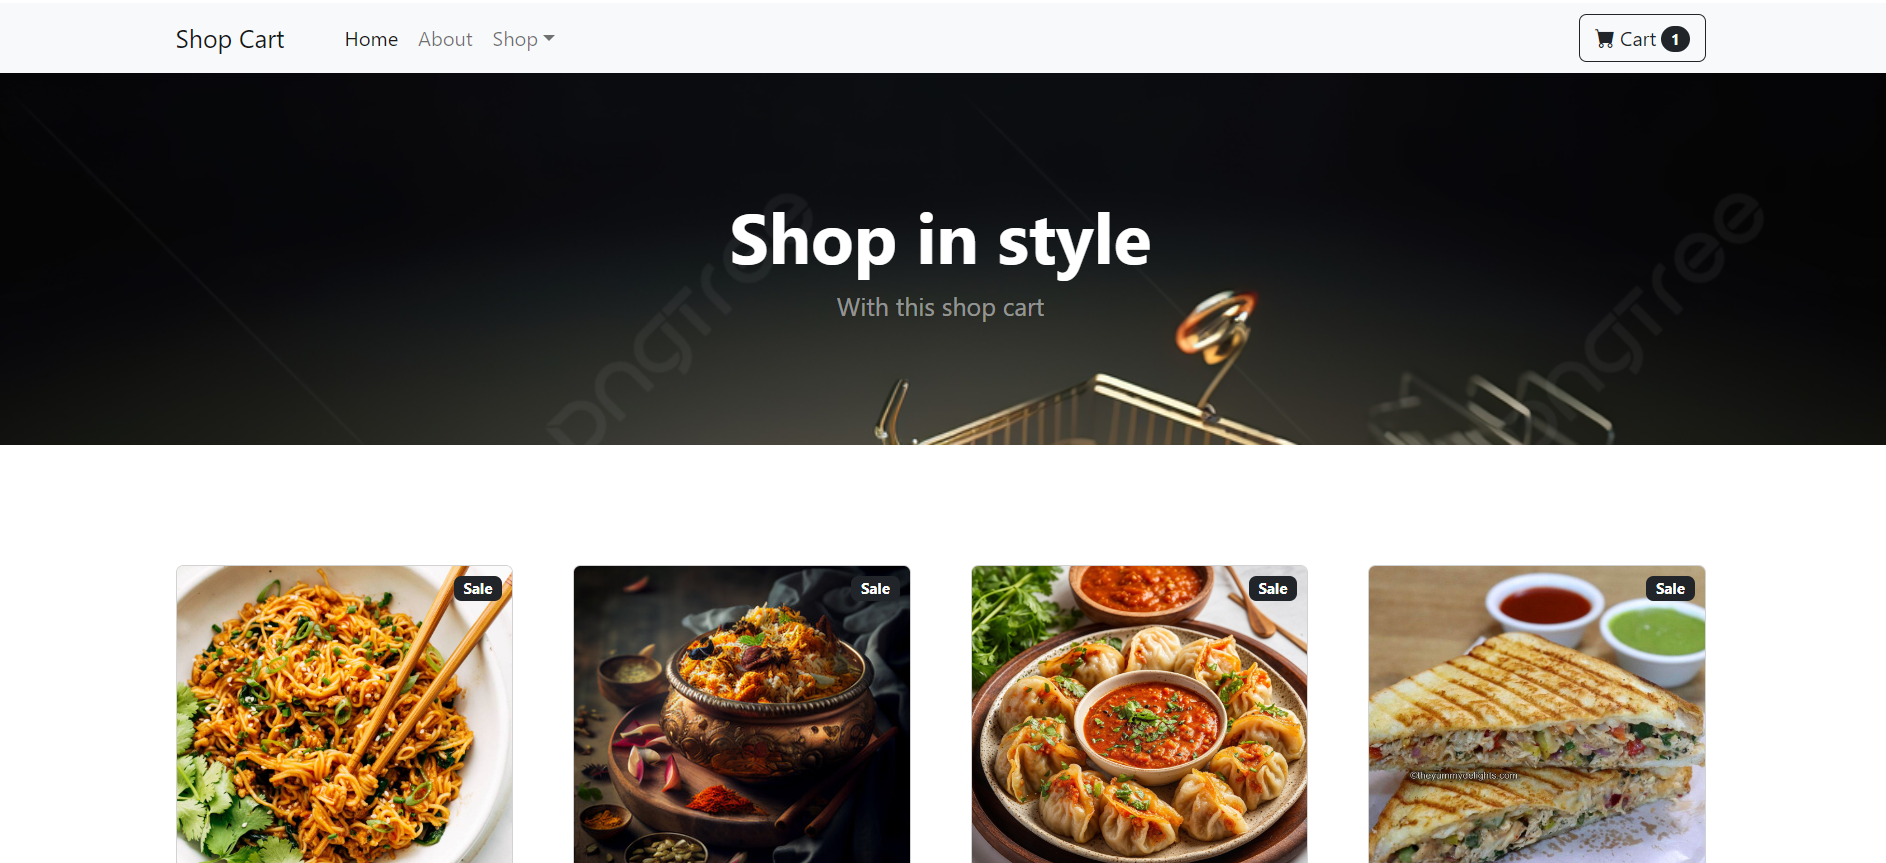 Shop Cart
Home
About
Shop
Cart 1
pngtree
pngtree
Shop in style
With this shop cart
Sale
Sale
Sale
Sale
©theyummydelights.com